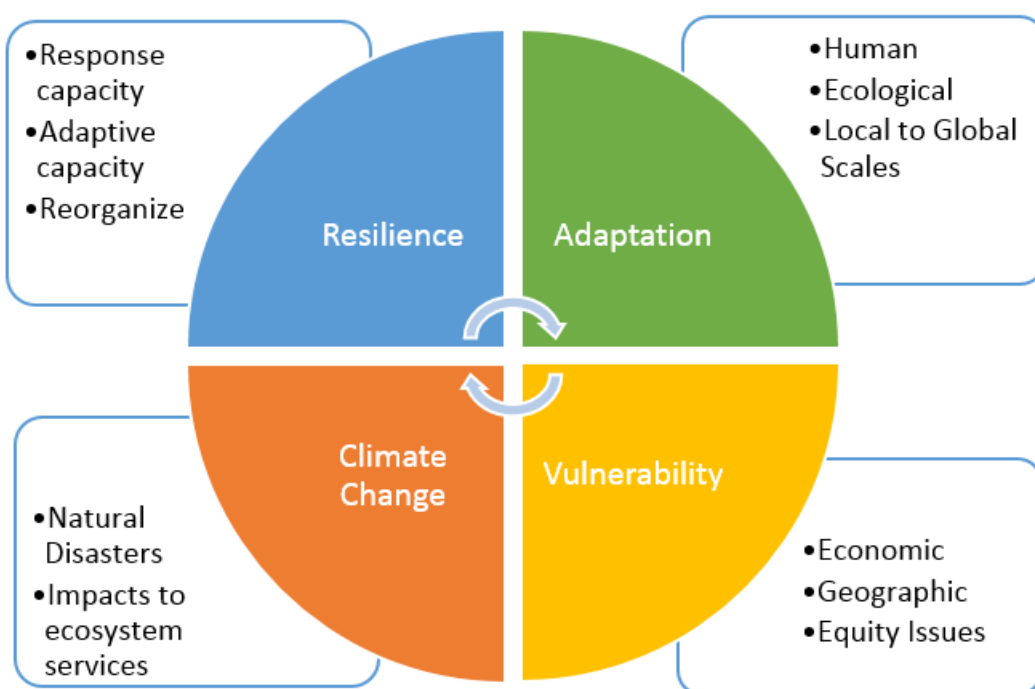 •Response
capacity
•Adaptive
capacity
•Reorganize
•Human
•Ecological
•Local to Global
Scales
Resilience
Adaptation
Climate
Change
Vulnerability
•Natural
Disasters
•Impacts to
ecosystem
services
•Economic
•Geographic
•Equity Issues